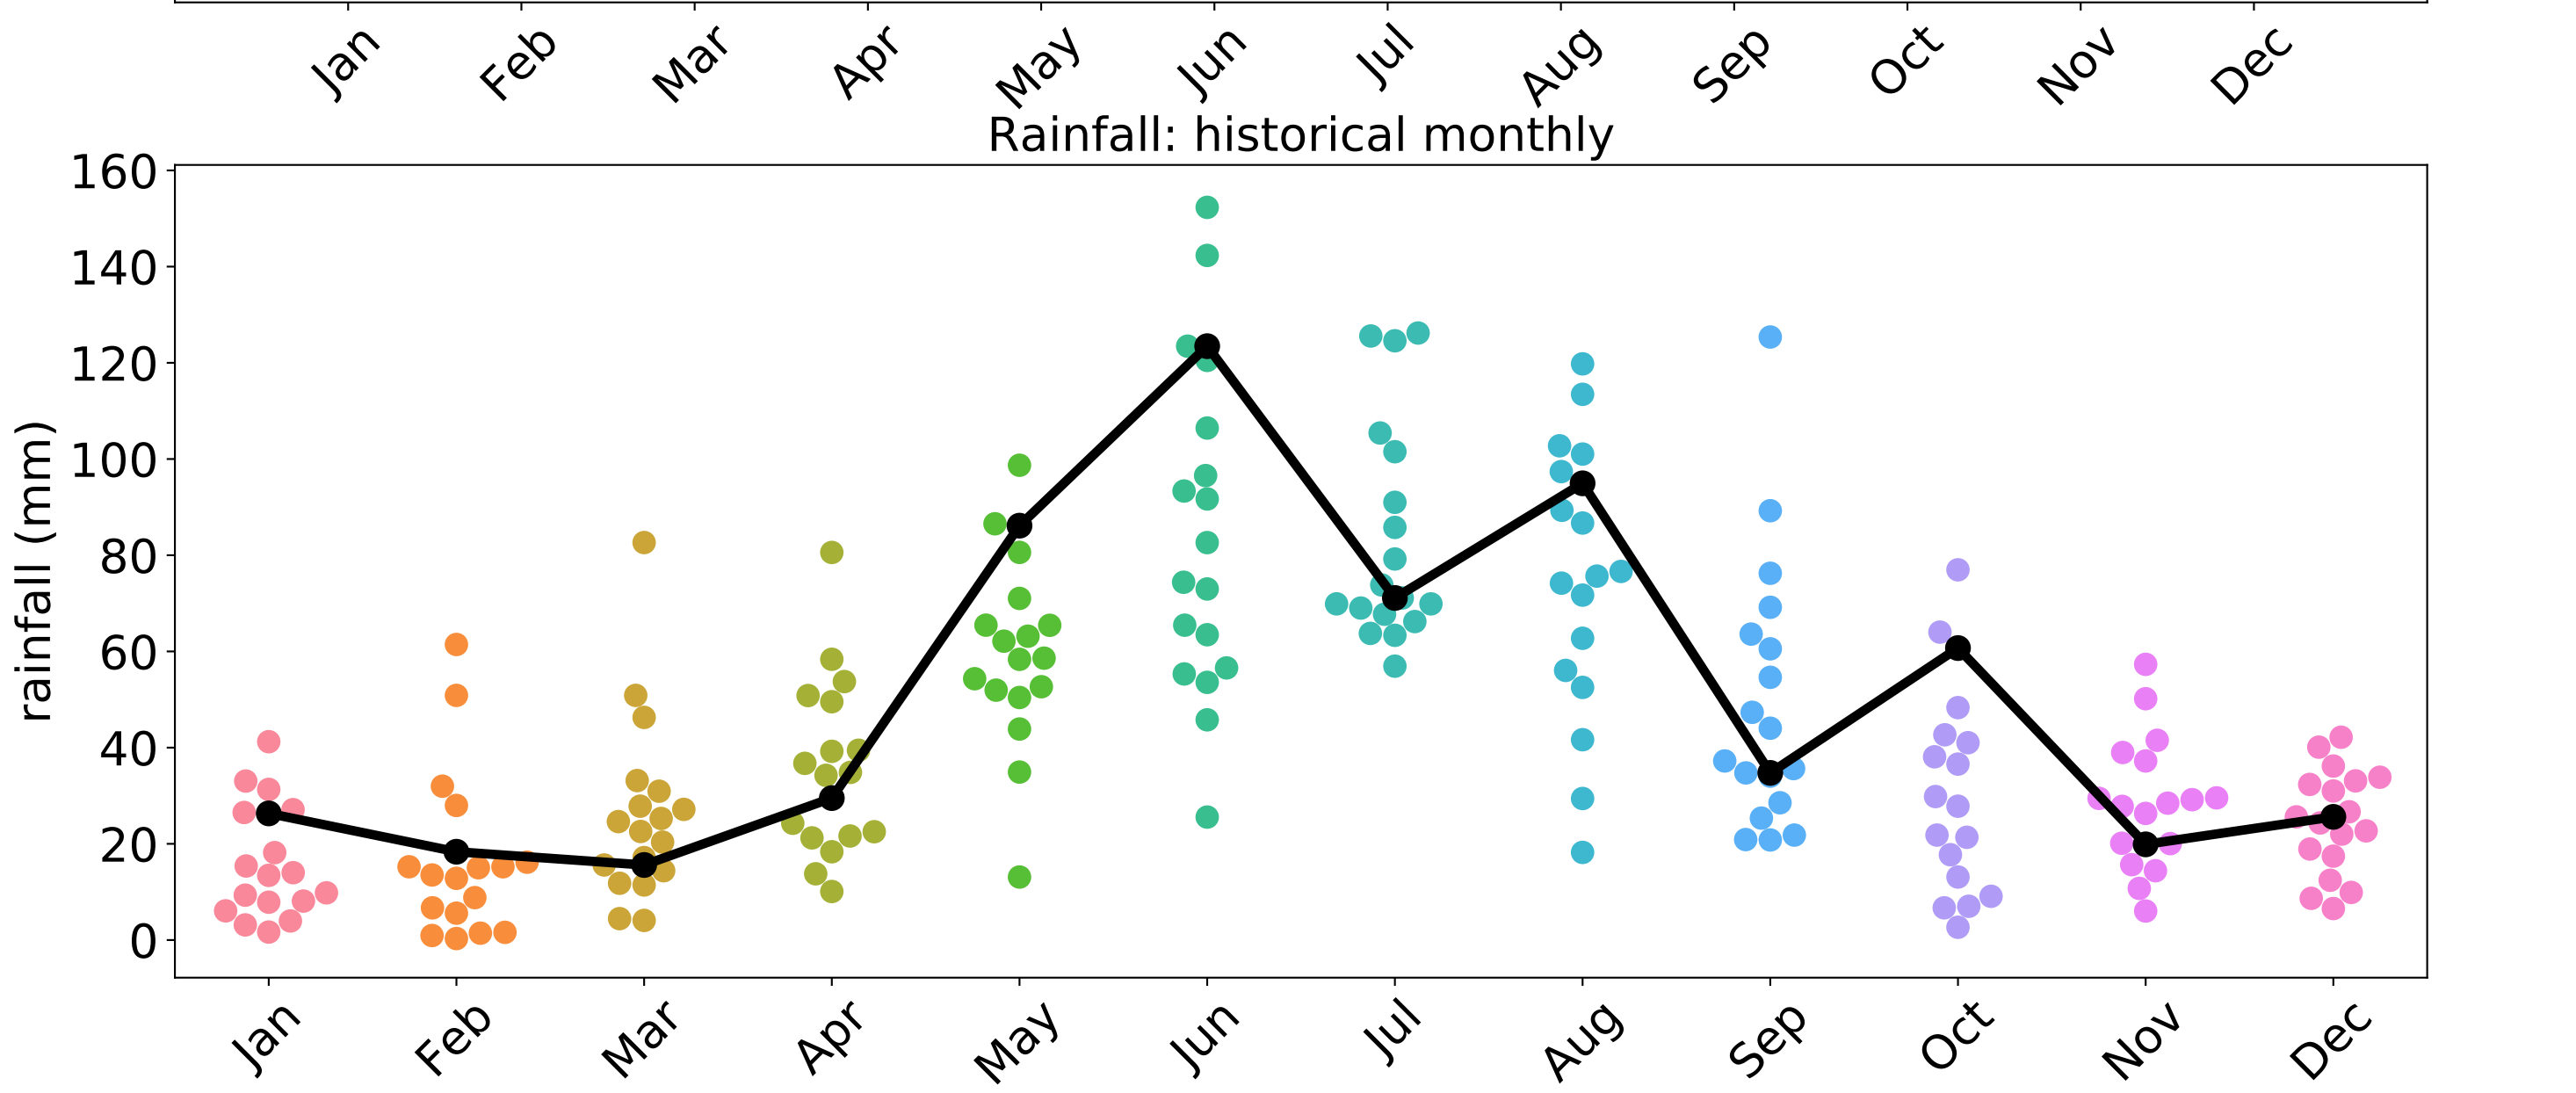 Jan Feb Mar Apr May Jun Jul Aug Sep Oct Nov Dec
Rainfall: historical monthly
160
140
120
100
80
60
40
20
0
rainfall (mm)
Jan Feb Mar Apr May Jun Jul Aug Sep Oct Nov Dec